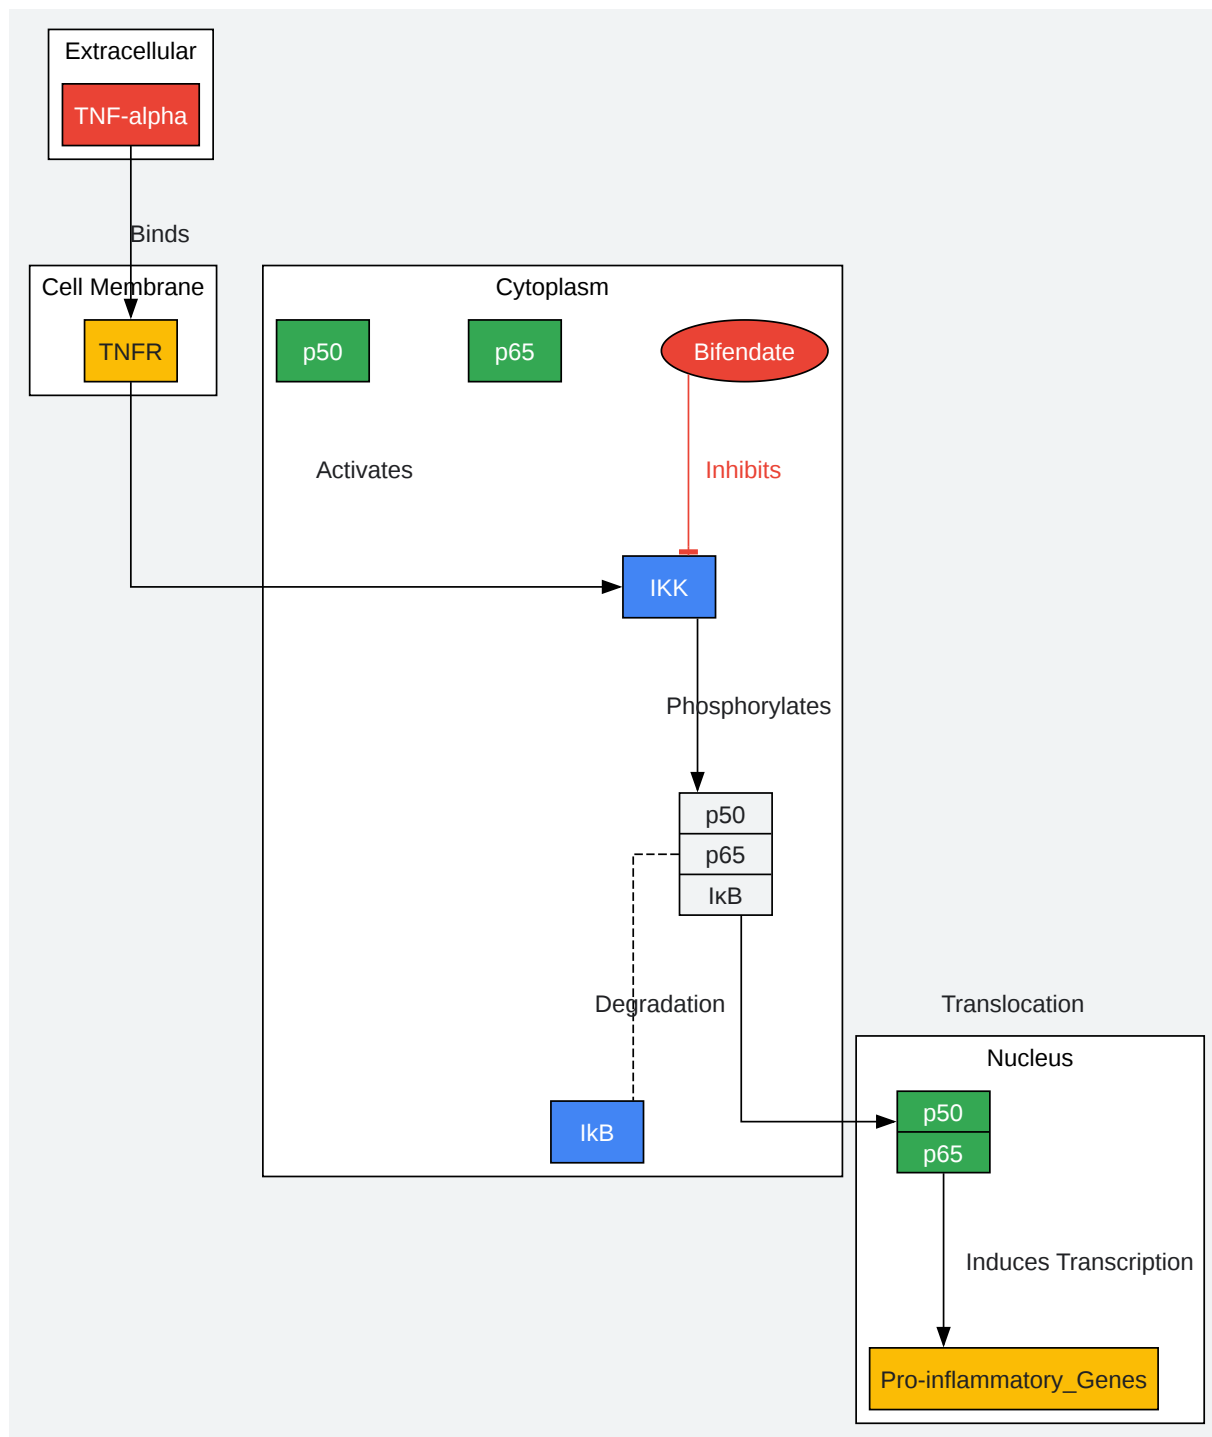 Extracellular
TNF-alpha
Binds
Cell Membrane
TNFR
Cytoplasm
p50
p65
Bifendate
Activates
Inhibits
IKK
Phosphorylates
p50
p65
IκB
Degradation
Translocation
Nucleus
p50
p65
IkB
Induces Transcription
Pro-inflammatory_Genes